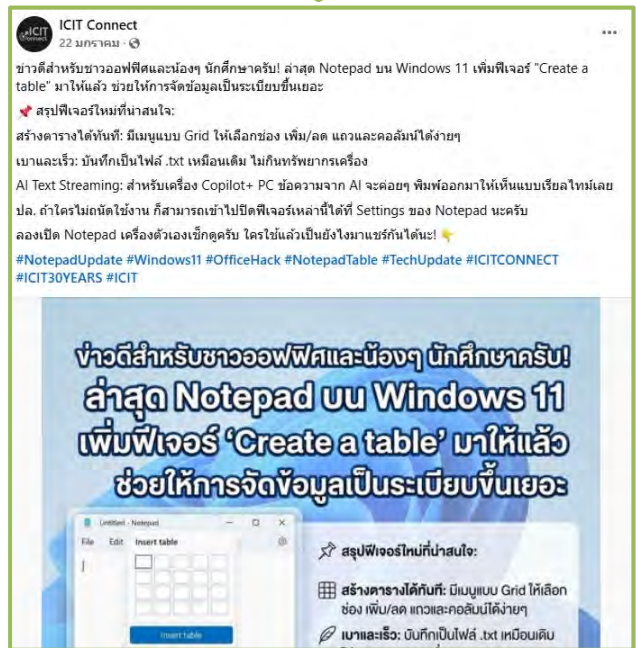 ICIT Connect
22 มกราคม
ข่าวดีสำหรับชาวออฟฟิศและน้องๆ นักศึกษาครับ! ล่าสุด Notepad บน Windows 11 เพิ่มฟีเจอร์ "Create a
table" มาให้แล้ว ช่วยให้การจัดข้อมูลเป็นระเบียบขึ้นเยอะ
📌 สรุปฟีเจอร์ใหม่ที่น่าสนใจ:
สร้างตารางได้ทันที: มีเมนูแบบ Grid ให้เลือกช่อง เพิ่ม/ลด แถวและคอลัมน์ได้ง่ายๆ
เบาและเร็ว: บันทึกเป็นไฟล์ .txt เหมือนเดิม ไม่กินทรัพยากรเครื่อง
AI Text Streaming: สำหรับเครื่อง Copilot+ PC ข้อความจาก AI จะค่อยๆ พิมพ์ออกมาให้เห็นแบบเรียลไทม์เลย
ปล. ถ้าใครไม่ถนัดใช้งาน ก็สามารถเข้าไปปิดฟีเจอร์เหล่านี้ได้ที่ Settings ของ Notepad นะครับ
ลองเปิด Notepad เครื่องตัวเองเช็กดูครับ ใครใช้แล้วเป็นยังไงมาแชร์กันได้นะ! 👇
#NotepadUpdate #Windows11 #OfficeHack #NotepadTable #TechUpdate #ICITCONNECT
#ICIT30YEARS #ICIT
ข่าวดีสำหรับชาวออฟฟิศและน้องๆ นักศึกษาครับ!
ล่าสุด Notepad บน Windows 11
เพิ่มฟีเจอร์ 'Create a table' มาให้แล้ว
ช่วยให้การจัดข้อมูลเป็นระเบียบขึ้นเยอะ
Untitled - Notepad
File Edit Insert table
Insert table
สรุปฟีเจอร์ใหม่ที่น่าสนใจ:
สร้างตารางได้ทันที: มีเมนูแบบ Grid ให้เลือก
ช่อง เพิ่ม/ลด แถวและคอลัมน์ได้ง่ายๆ
เบาและเร็ว: บันทึกเป็นไฟล์ .txt เหมือนเดิม